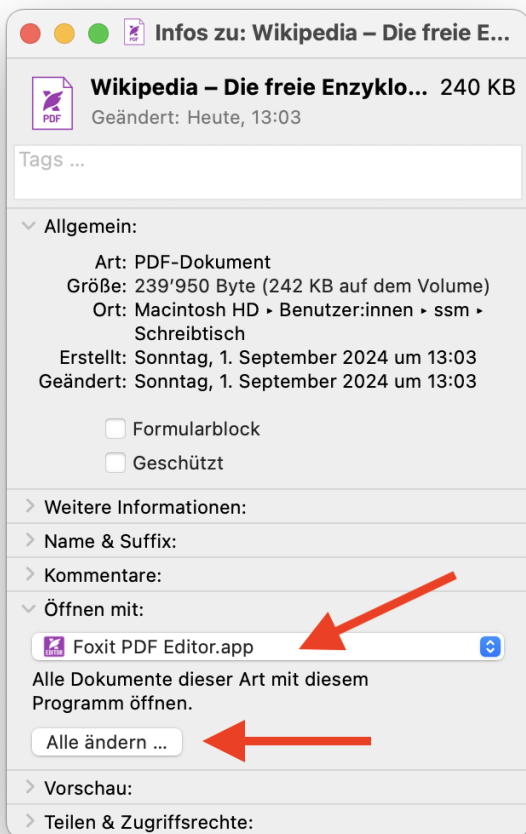 PDF
Infos zu: Wikipedia – Die freie E...
PDF
Wikipedia – Die freie Enzyklo... 240 KB
Geändert: Heute, 13:03
Tags ...
Allgemein:
Art: PDF-Dokument
Größe: 239’950 Byte (242 KB auf dem Volume)
Ort: Macintosh HD ▸ Benutzer:innen ▸ ssm ▸
Schreibtisch
Erstellt: Sonntag, 1. September 2024 um 13:03
Geändert: Sonntag, 1. September 2024 um 13:03
Formularblock
Geschützt
Weitere Informationen:
Name & Suffix:
Kommentare:
Öffnen mit:
EDITOR Foxit PDF Editor.app
Alle Dokumente dieser Art mit diesem
Programm öffnen.
Alle ändern ...
Vorschau:
Teilen & Zugriffsrechte: